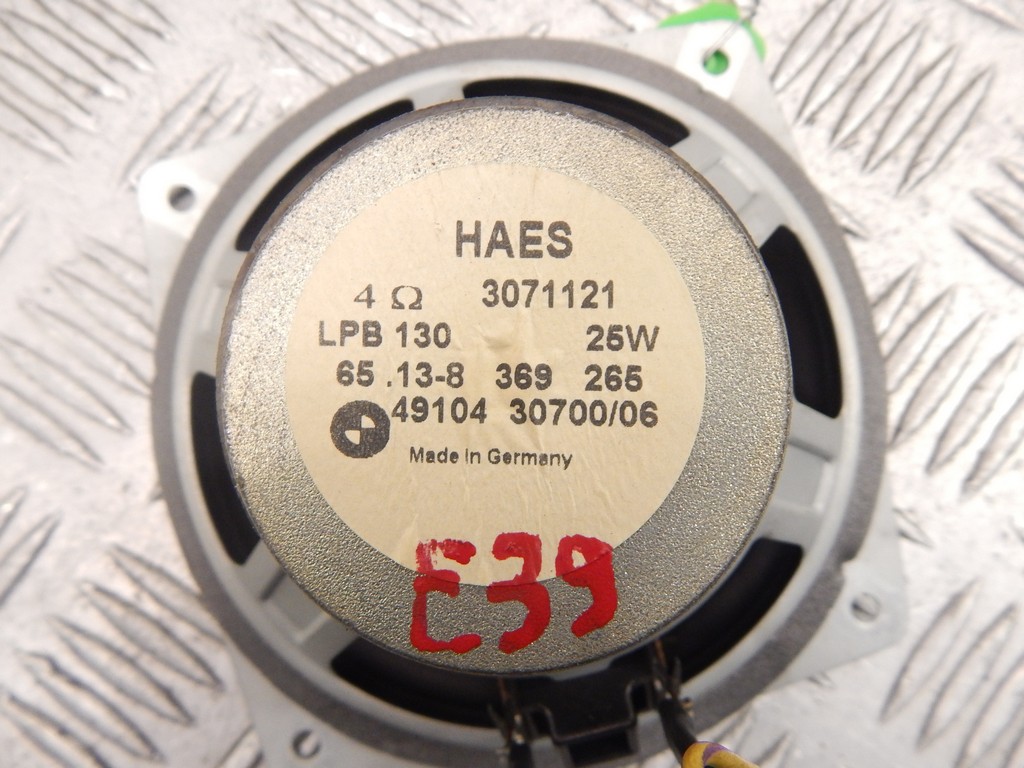 HAES
4 Ω 3071121
LPB 130 25W
65 .13-8 369 265
49104 30700/06
Made in Germany
E39